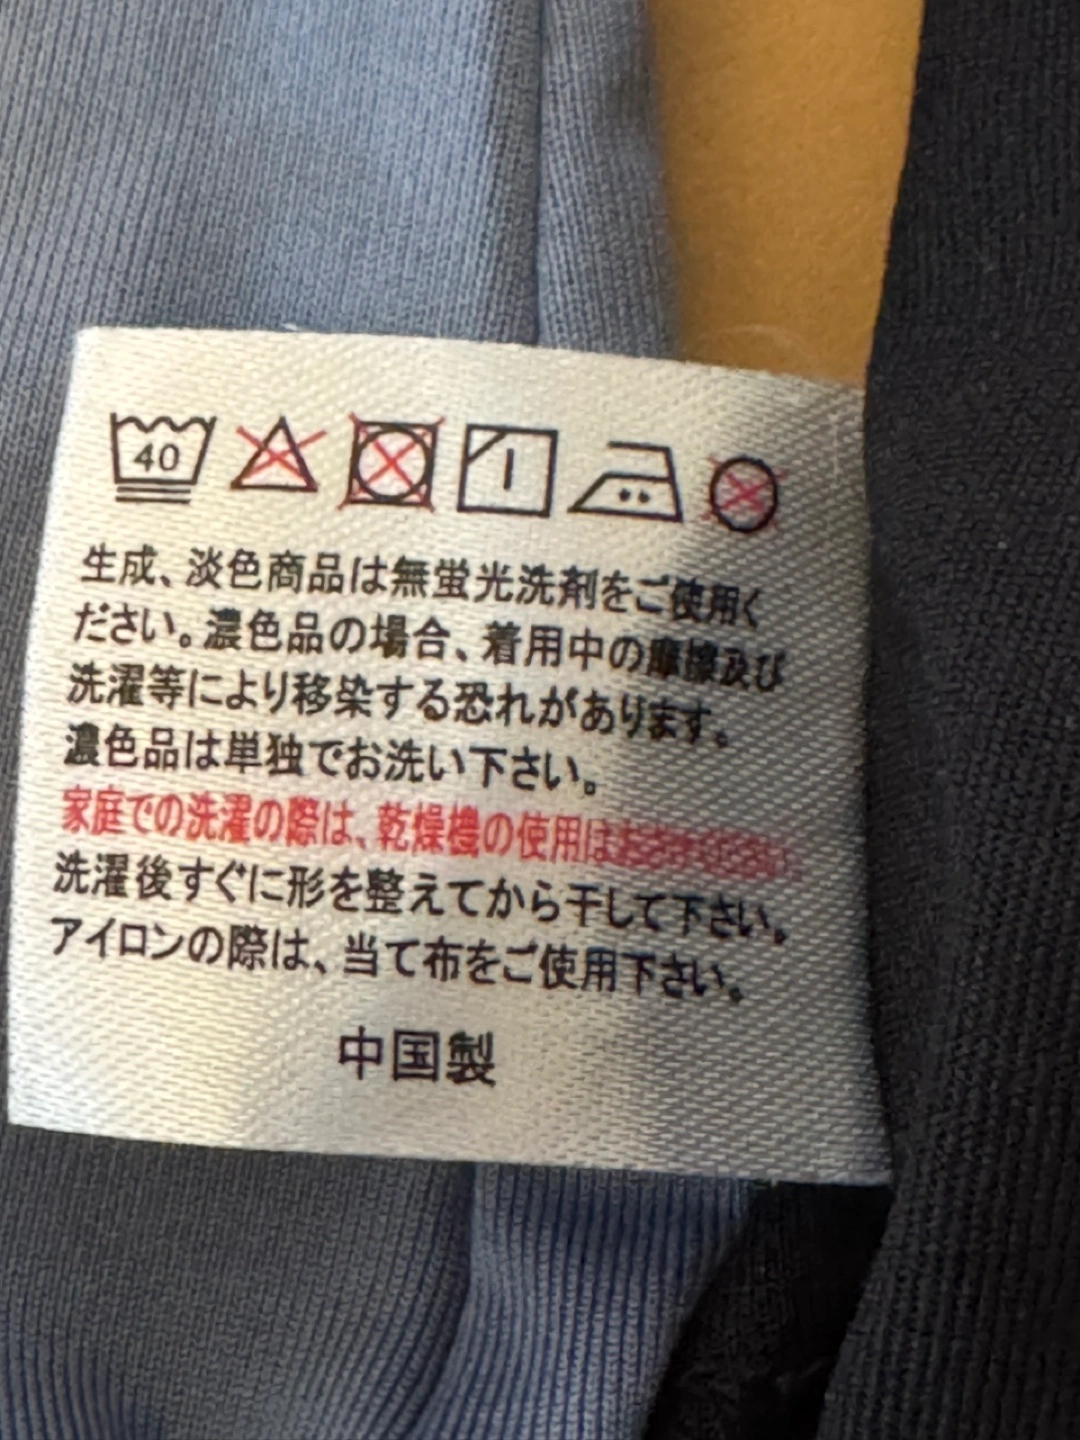 40
生成、淡色商品は無蛍光洗剤をご使用く
ださい。濃色品の場合、着用中の摩擦及び
洗濯等により移染する恐れがあります。
濃色品は単独でお洗い下さい。
家庭での洗濯の際は、乾燥機の使用は
洗濯後すぐに形を整えてから干して下さい。
アイロンの際は、当て布をご使用下さい。
中国製